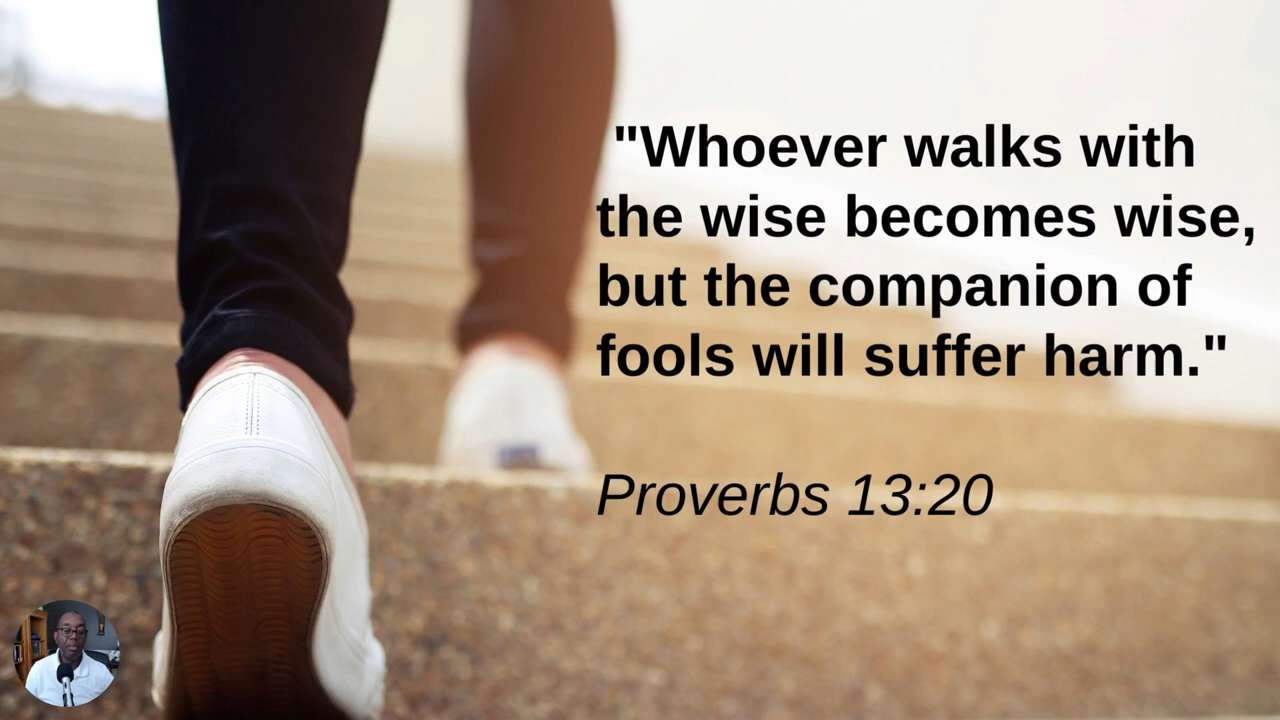 "Whoever walks with
the wise becomes wise,
but the companion of
fools will suffer harm."
Proverbs 13:20